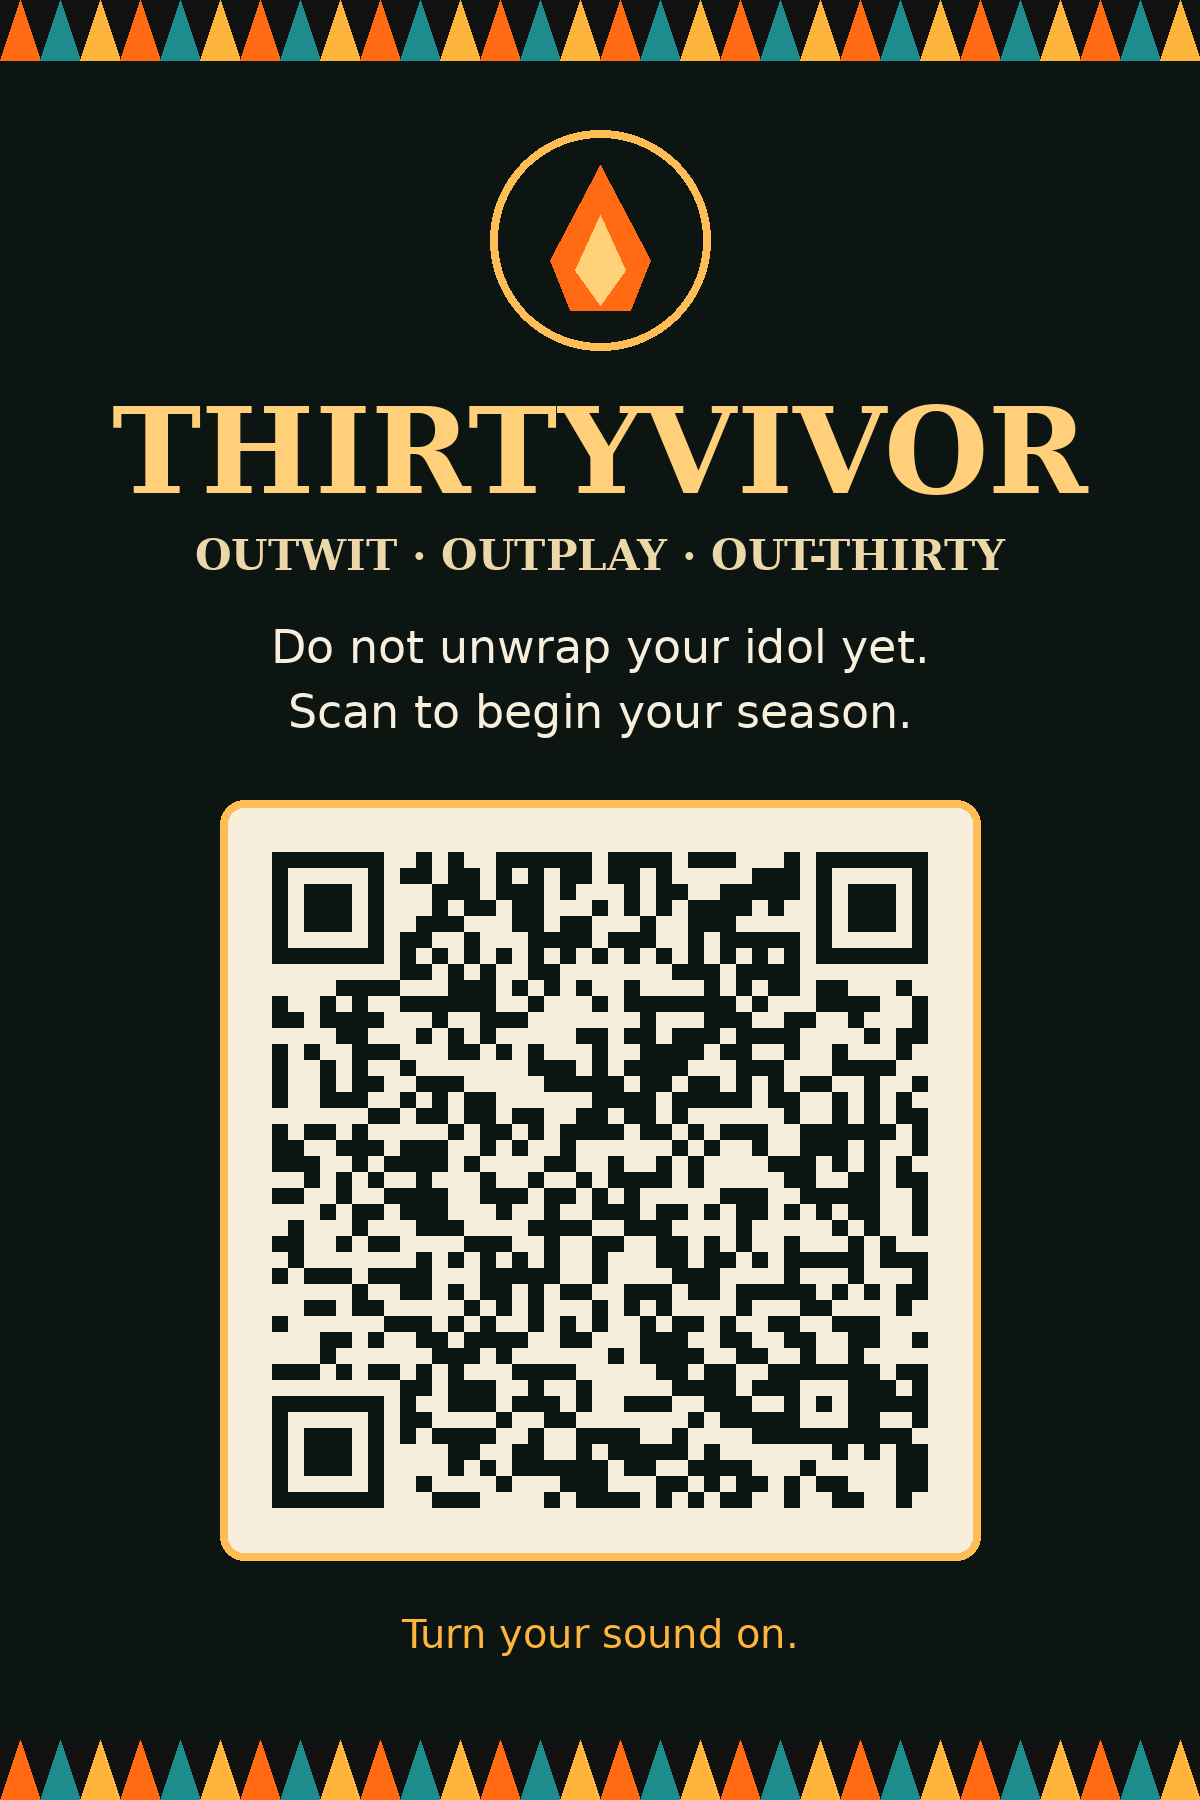 THIRTYVIVOR
OUTWIT · OUTPLAY · OUT-THIRTY
Do not unwrap your idol yet.
Scan to begin your season.
Turn your sound on.